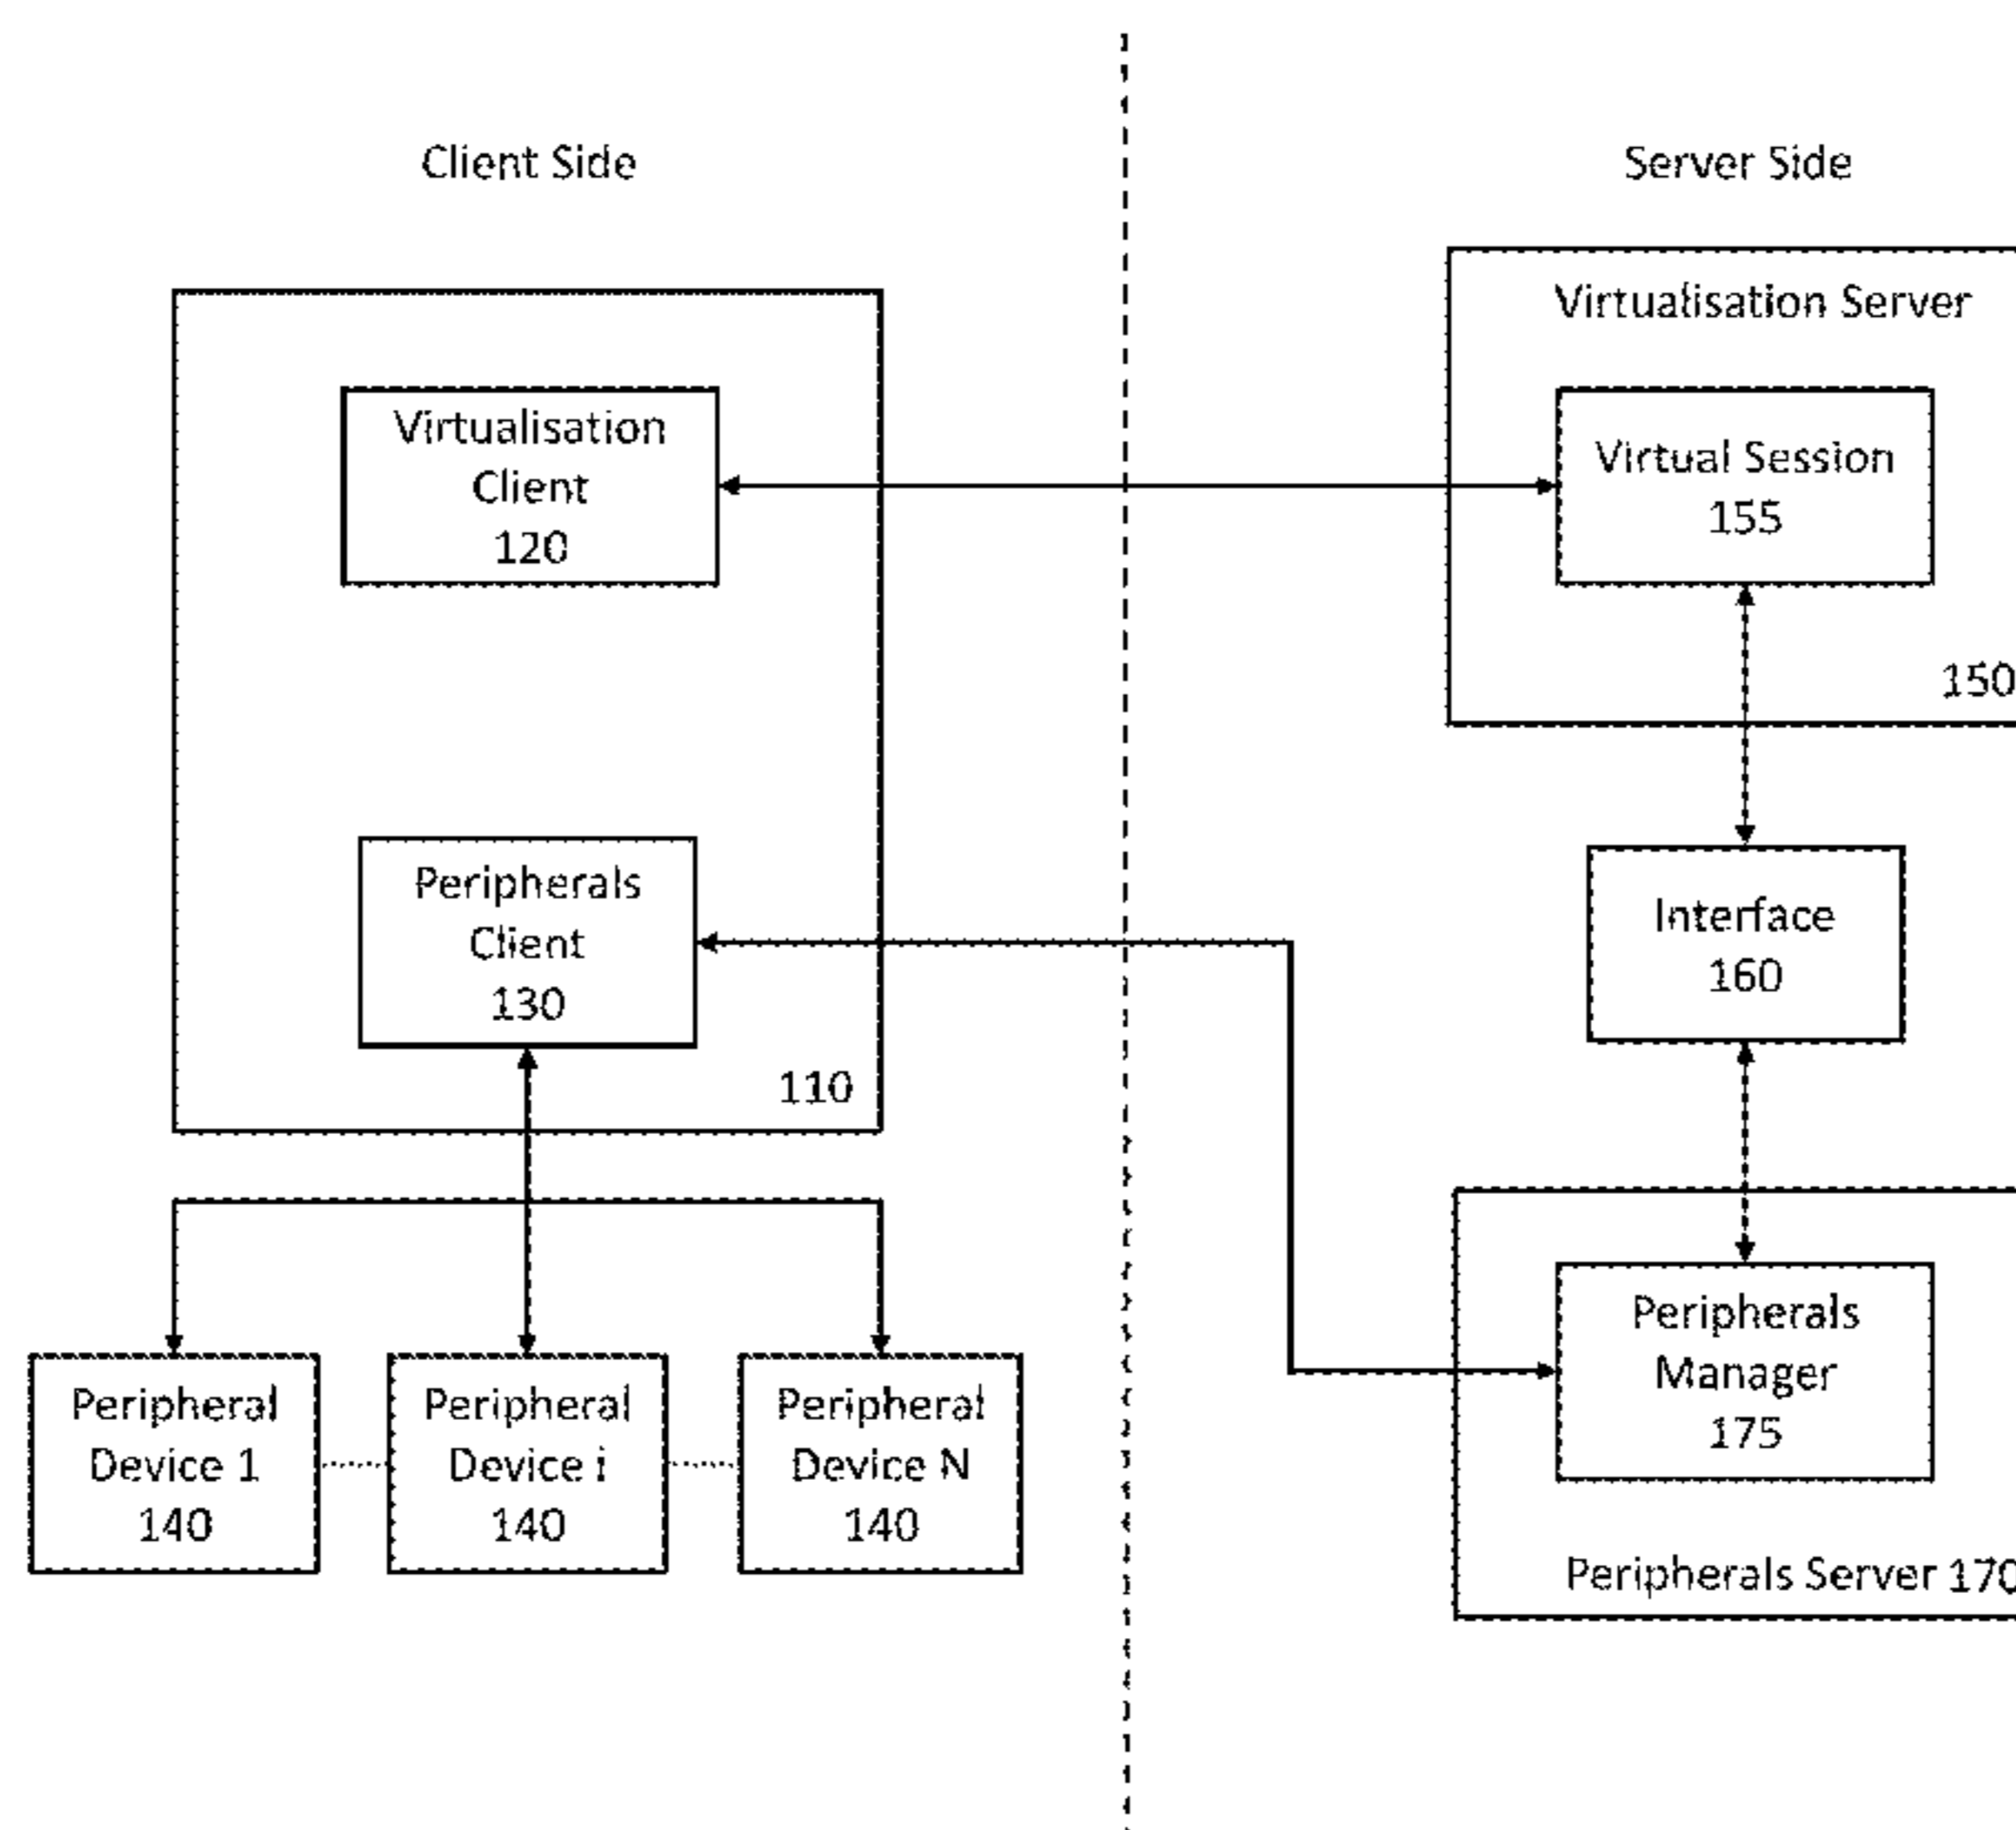 Client Side
Server Side
Virtualisation Server
Virtualisation
Client
120
Virtual Session
155
150
Peripherals
Client
130
110
Interface
160
Peripheral
Device 1
140
Peripheral
Device i
140
Peripheral
Device N
140
Peripherals
Manager
175
Peripherals Server 170